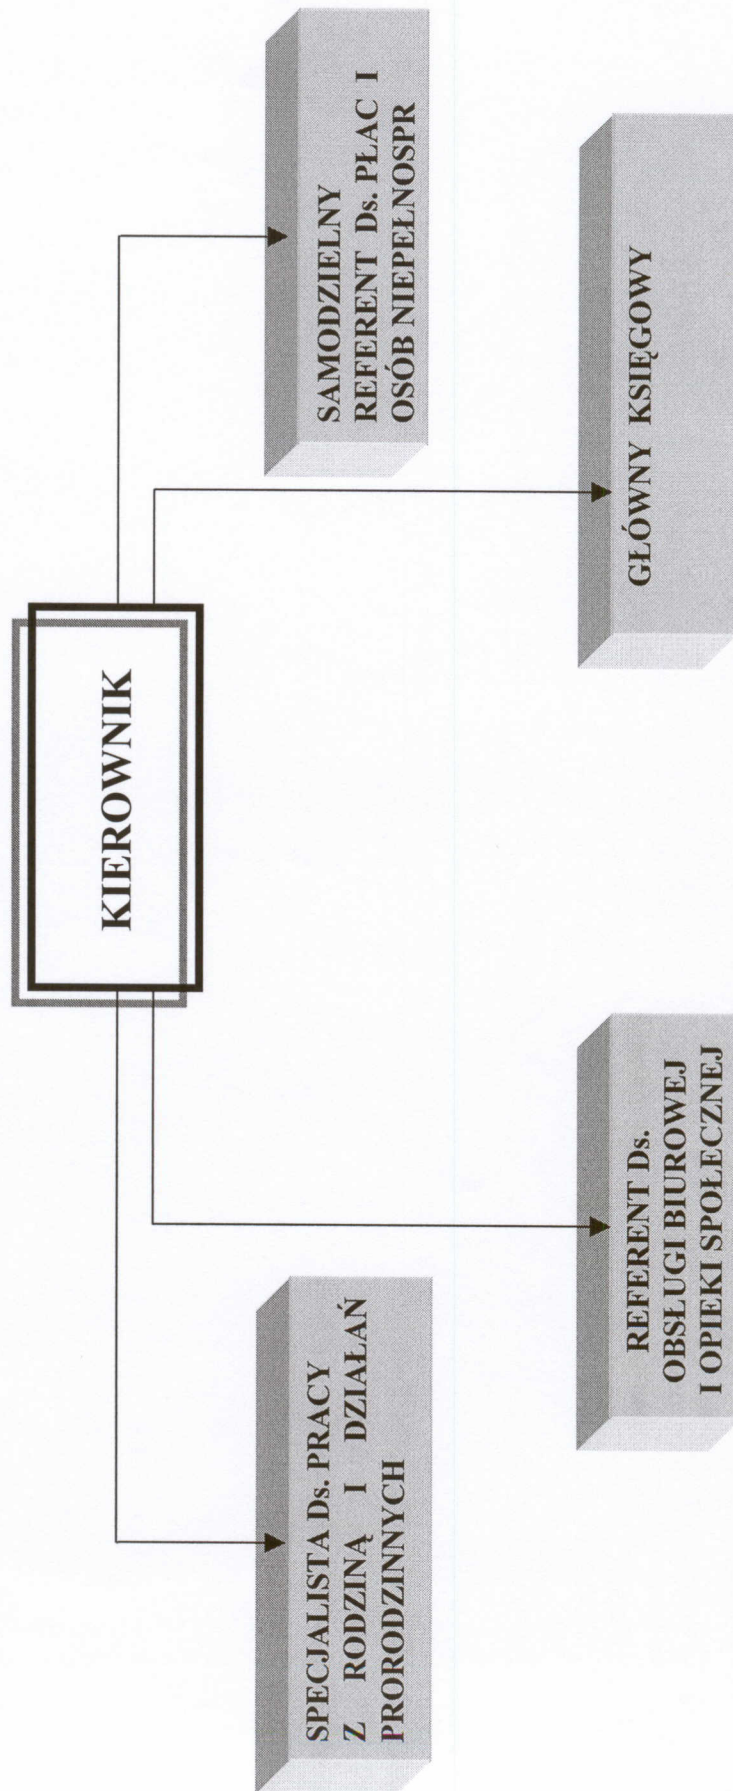 KIEROWNIK
SPECJALISTA Ds. PRACY
Z RODZINĄ I DZIAŁAŃ
PRORODZINNYCH
SAMODZIELNY
REFERENT Ds. PŁAC I
OSÓB NIEPEŁNOSPR
REFERENT Ds.
OBSŁUGI BIUROWEJ
I OPIEKI SPOŁECZNEJ
GŁÓWNY KSIĘGOWY